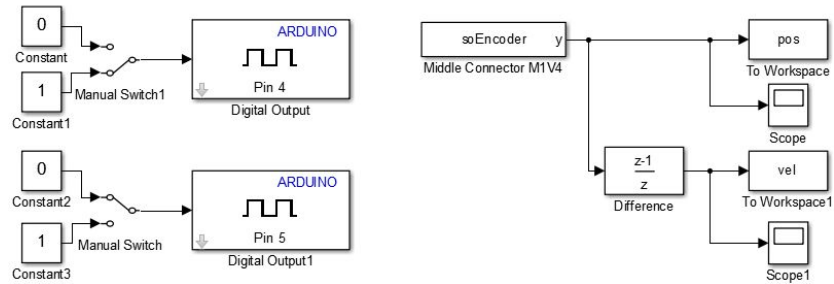 0
Constant
1
Constant1
Manual Switch1
ARDUINO
Pin 4
Digital Output
0
Constant2
1
Constant3
Manual Switch
ARDUINO
Pin 5
Digital Output1
soEncoder
y
Middle Connector M1V4
pos
To Workspace
Scope
z-1
z
Difference
vel
To Workspace1
Scope1